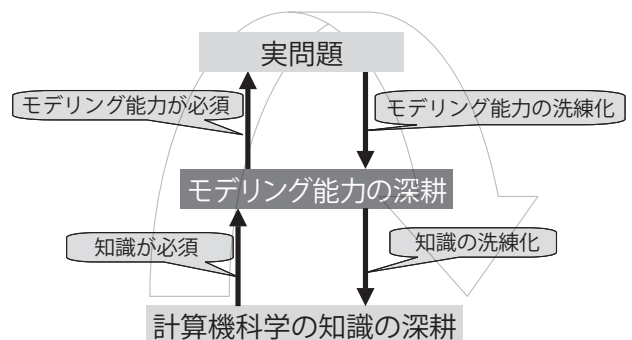 実問題
モデリング能力が必須
モデリング能力の洗練化
モデリング能力の深耕
知識が必須
知識の洗練化
計算機科学の知識の深耕